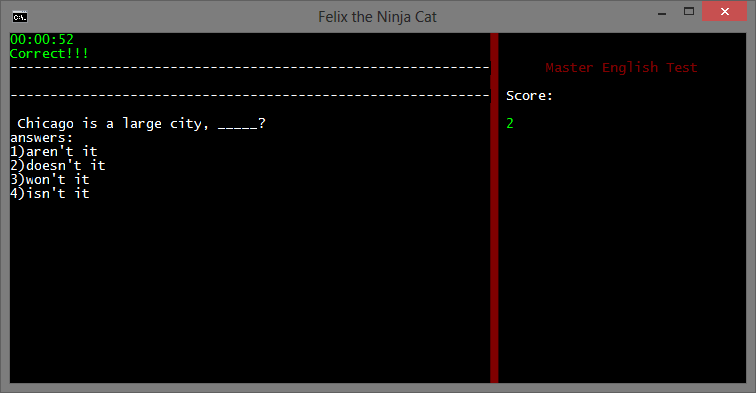 Felix the Ninja Cat
00:00:52
Correct!!!
------------------------------------------------------------
------------------------------------------------------------
Chicago is a large city, _____?
answers:
1)aren't it
2)doesn't it
3)won't it
4)isn't it
Master English Test
Score:
2